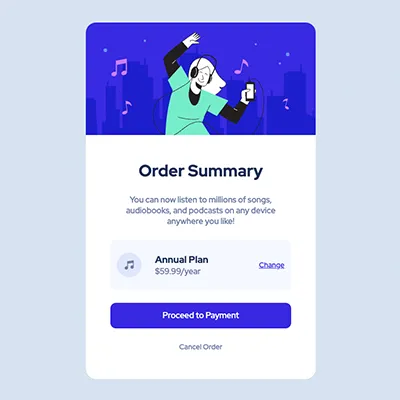 Order Summary
You can now listen to millions of songs,
audiobooks, and podcasts on any device
anywhere you like!
Annual Plan
$59.99/year
Change
Proceed to Payment
Cancel Order